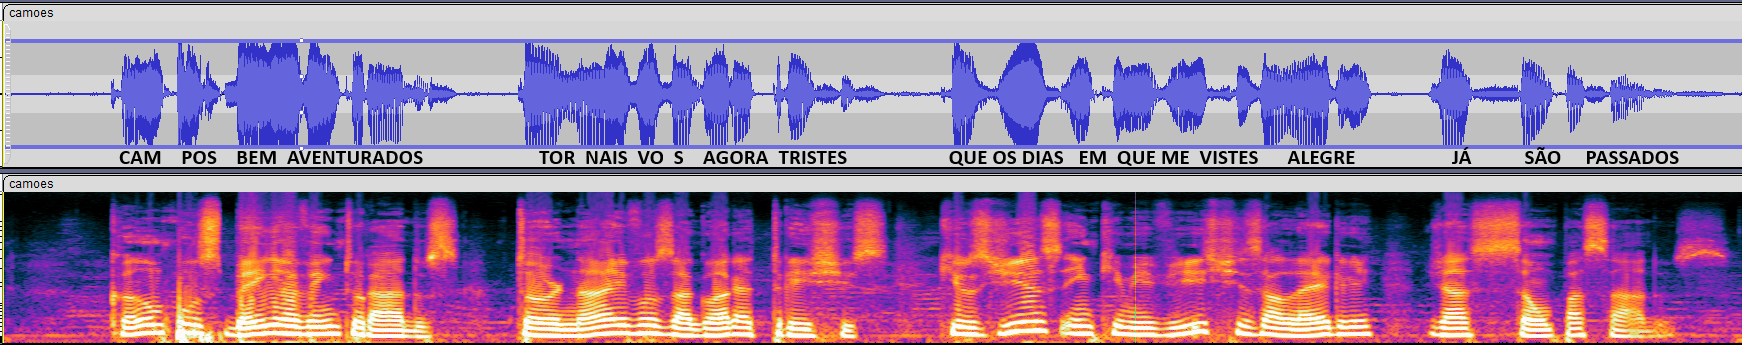 camoes
CAM POS BEM AVENTURADOS TOR NAIS VO S AGORA TRISTES QUE OS DIAS EM QUE ME VISTES ALEGRE JÁ SÃO PASSADOS
camoes